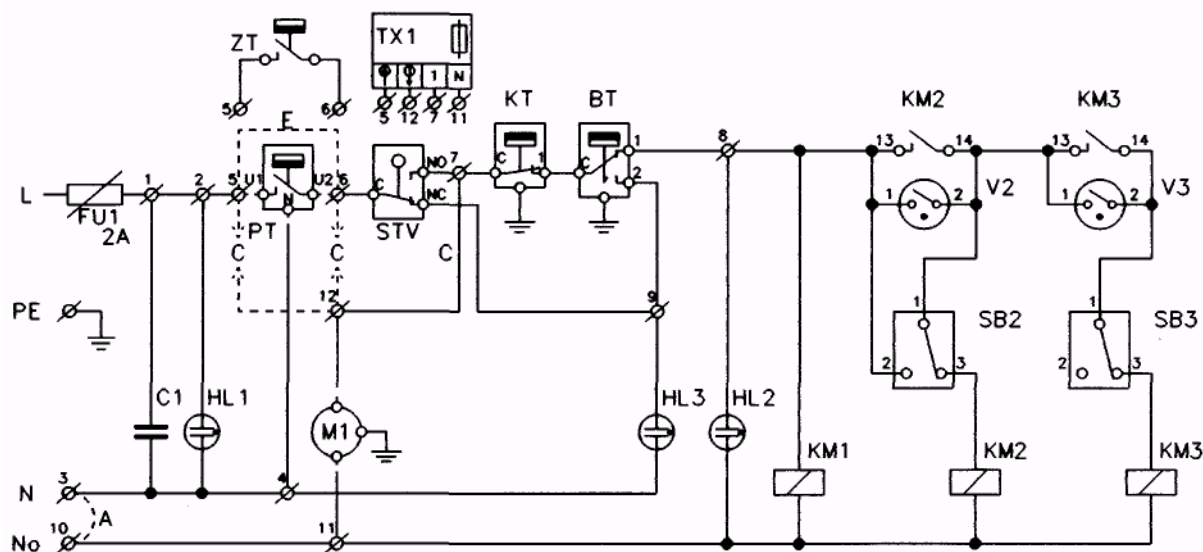 ZT
TX1
KT
BT
KM2
KM3
5
6
5
12
1
7
N
11
E
NO
7
C
1
C
1
2
8
13
14
13
14
L
FU1
2A
1
2
5
U1
N
U2
6
C
NC
PT
STV
1
2
V2
1
2
V3
C
C
C
PE
12
9
1
SB2
2
3
1
SB3
2
3
C1
HL1
M1
HL3
HL2
KM1
KM2
KM3
N
3
4
A
No
10
11